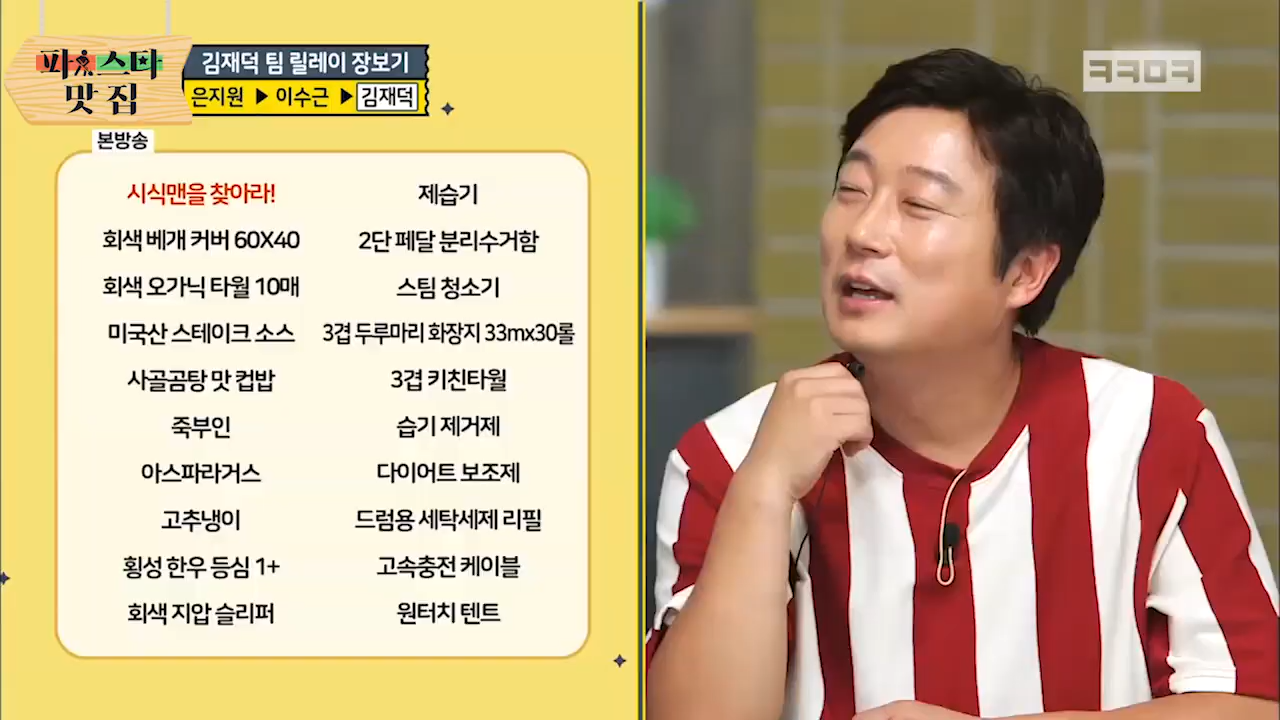 파스타
맛집
김재덕 팀 릴레이 장보기
은지원 ▶ 이수근 ▶ 김재덕
본방송
시식맨을 찾아라!
회색 베개 커버 60X40
회색 오가닉 타월 10매
미국산 스테이크 소스
사골곰탕 맛 컵밥
죽부인
아스파라거스
고추냉이
횡성 한우 등심 1+
회색 지압 슬리퍼
제습기
2단 페달 분리수거함
스팀 청소기
3겹 두루마리 화장지 33mx30롤
3겹 키친타월
습기 제거제
다이어트 보조제
드럼용 세탁세제 리필
고속충전 케이블
원터치 텐트
ㅋㅋㅁㅋ